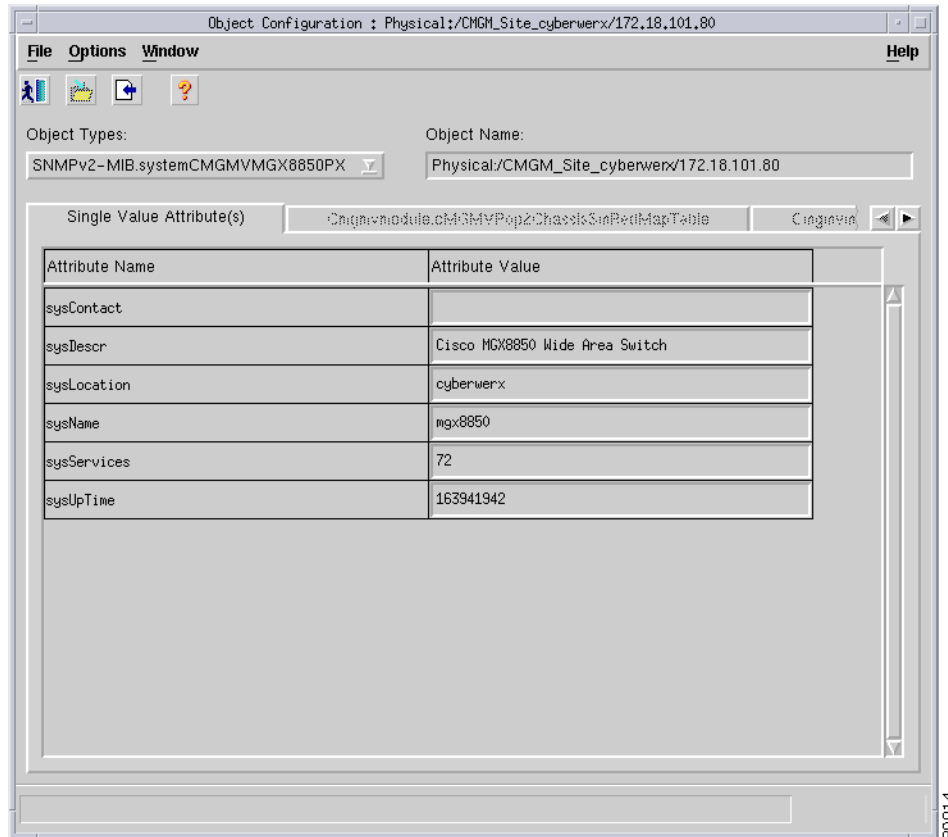 Object Configuration : Physical:/CMGM_Site_cyberwerx/172.18.101.80
File Options Window Help
Object Types:
Object Name:
SNMPv2-MIB.systemCMGMVMGX8850PX
Physical:/CMGM_Site_cyberwerx/172.18.101.80
Single Value Attribute(s)
Attribute Name Attribute Value
sysContact
sysDescr Cisco MGX8850 Wide Area Switch
sysLocation cyberwerx
sysName mgx8850
sysServices 72
sysUpTime 163941942